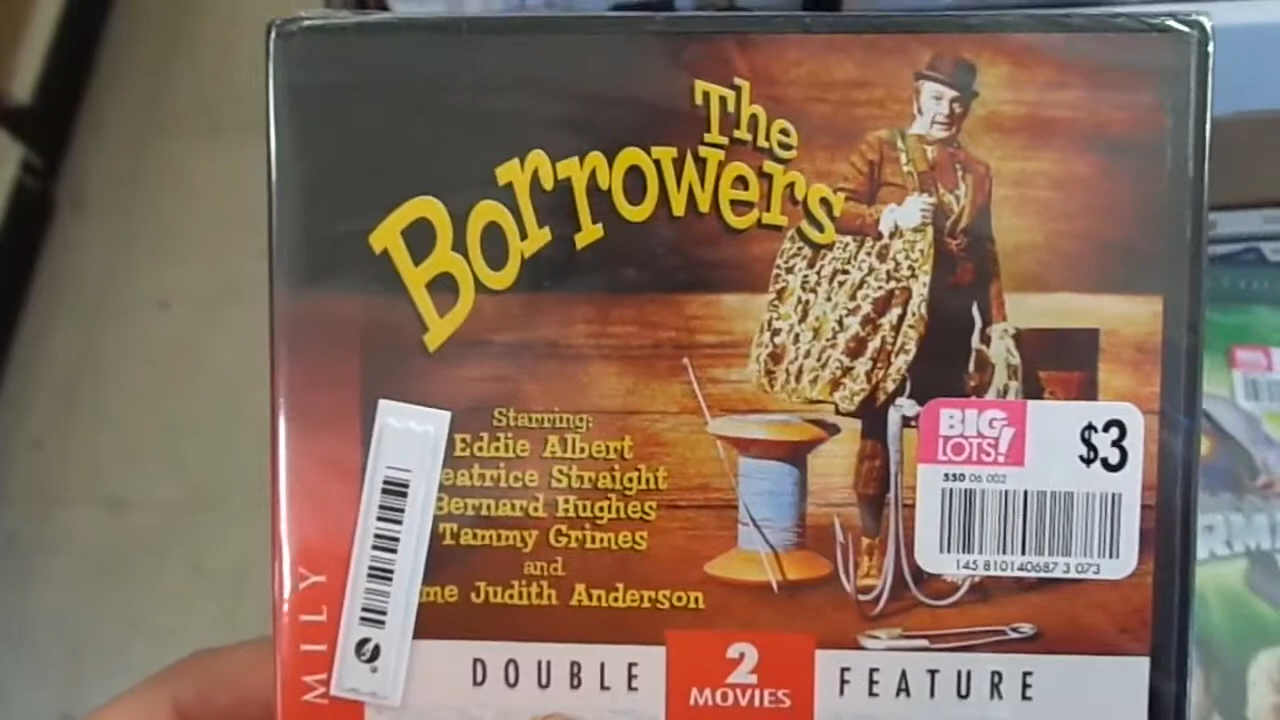 The
Borrowers
Starring:
Eddie Albert
eatrice Straight
Bernard Hughes
Tammy Grimes
and
me Judith Anderson
BIG
LOTS!
$3
550 06 002
145 810140687 3 073
MILY
DOUBLE
2
MOVIES
FEATURE